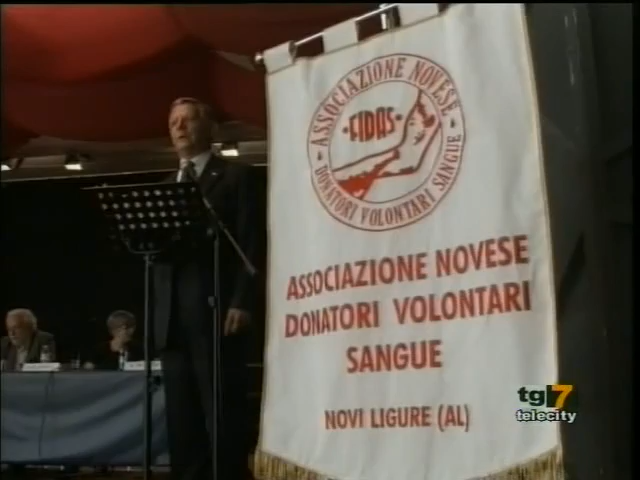 ASSOCIAZIONE NOVESE
FIDAS
DONATORI VOLONTARI SANGUE
ASSOCIAZIONE NOVESE
DONATORI VOLONTARI
SANGUE
NOVI LIGURE (AL)
tg7
telecity